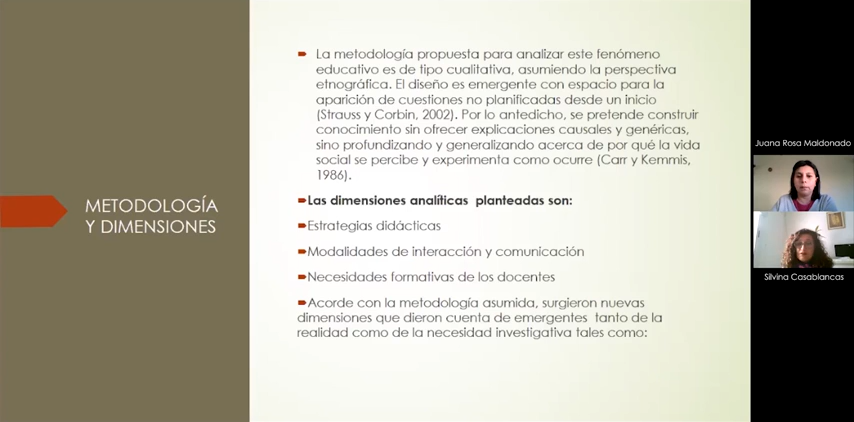 METODOLOGÍA
Y DIMENSIONES
La metodología propuesta para analizar este fenómeno
educativo es de tipo cualitativa, asumiendo la perspectiva
etnográfica. El diseño es emergente con espacio para la
aparición de cuestiones no planificadas desde un inicio
(Strauss y Corbin, 2002). Por lo antedicho, se pretende construir
conocimiento sin ofrecer explicaciones causales y genéricas,
sino profundizando y generalizando acerca de por qué la vida
social se percibe y experimenta como ocurre (Carr y Kemmis,
1986).
Las dimensiones analíticas planteadas son:
Estrategias didácticas
Modalidades de interacción y comunicación
Necesidades formativas de los docentes
Acorde con la metodología asumida, surgieron nuevas
dimensiones que dieron cuenta de emergentes tanto de la
realidad como de la necesidad investigativa tales como:
Juana Rosa Maldonado
Silvina Casablancas